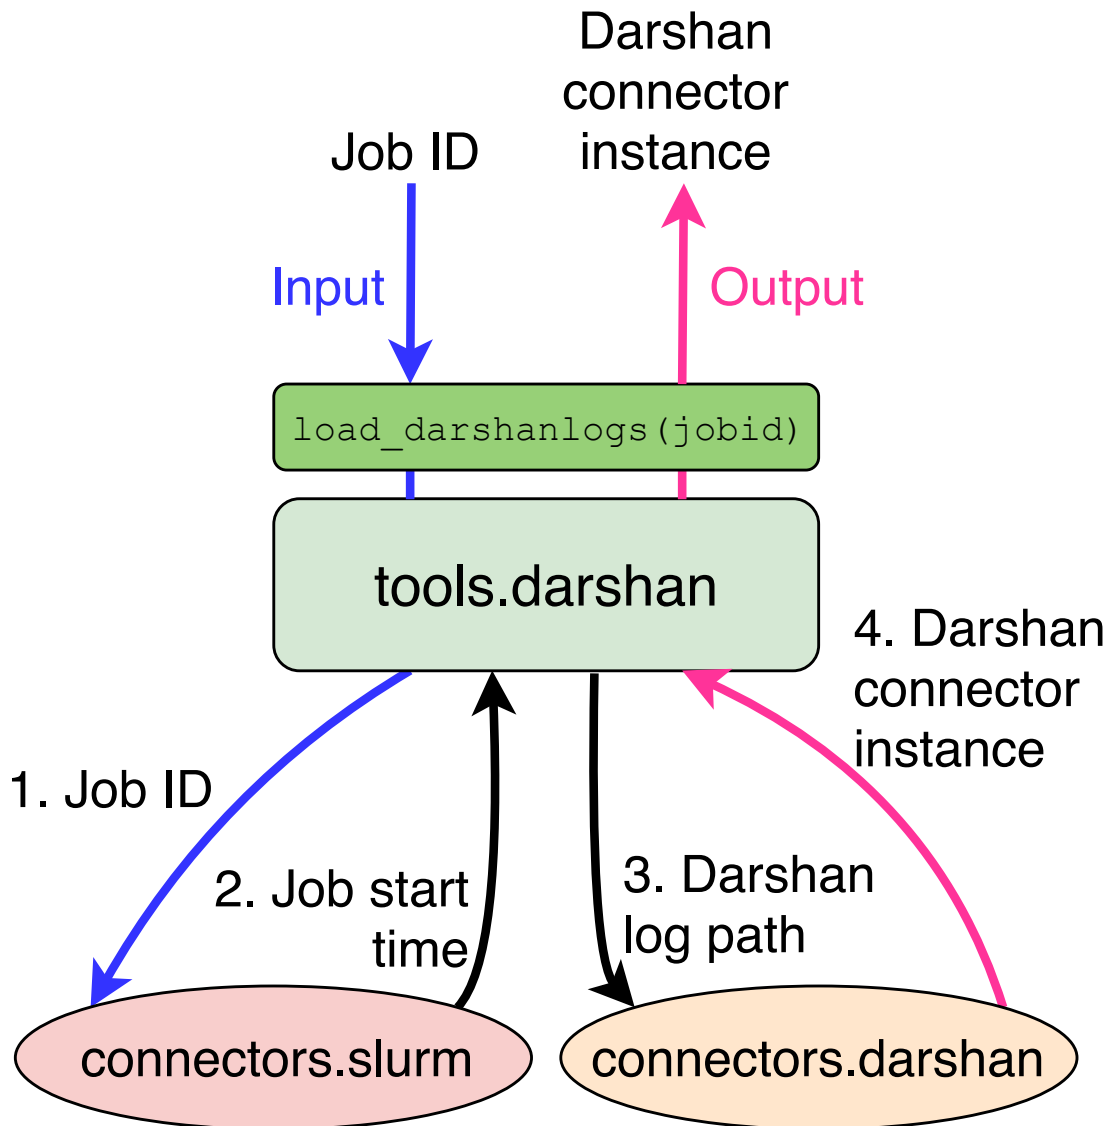 Darshan
connector
instance
Job ID
Input
Output
load_darshanlogs(jobid)
tools.darshan
4. Darshan
connector
instance
1. Job ID
2. Job start
time
3. Darshan
log path
connectors.slurm
connectors.darshan